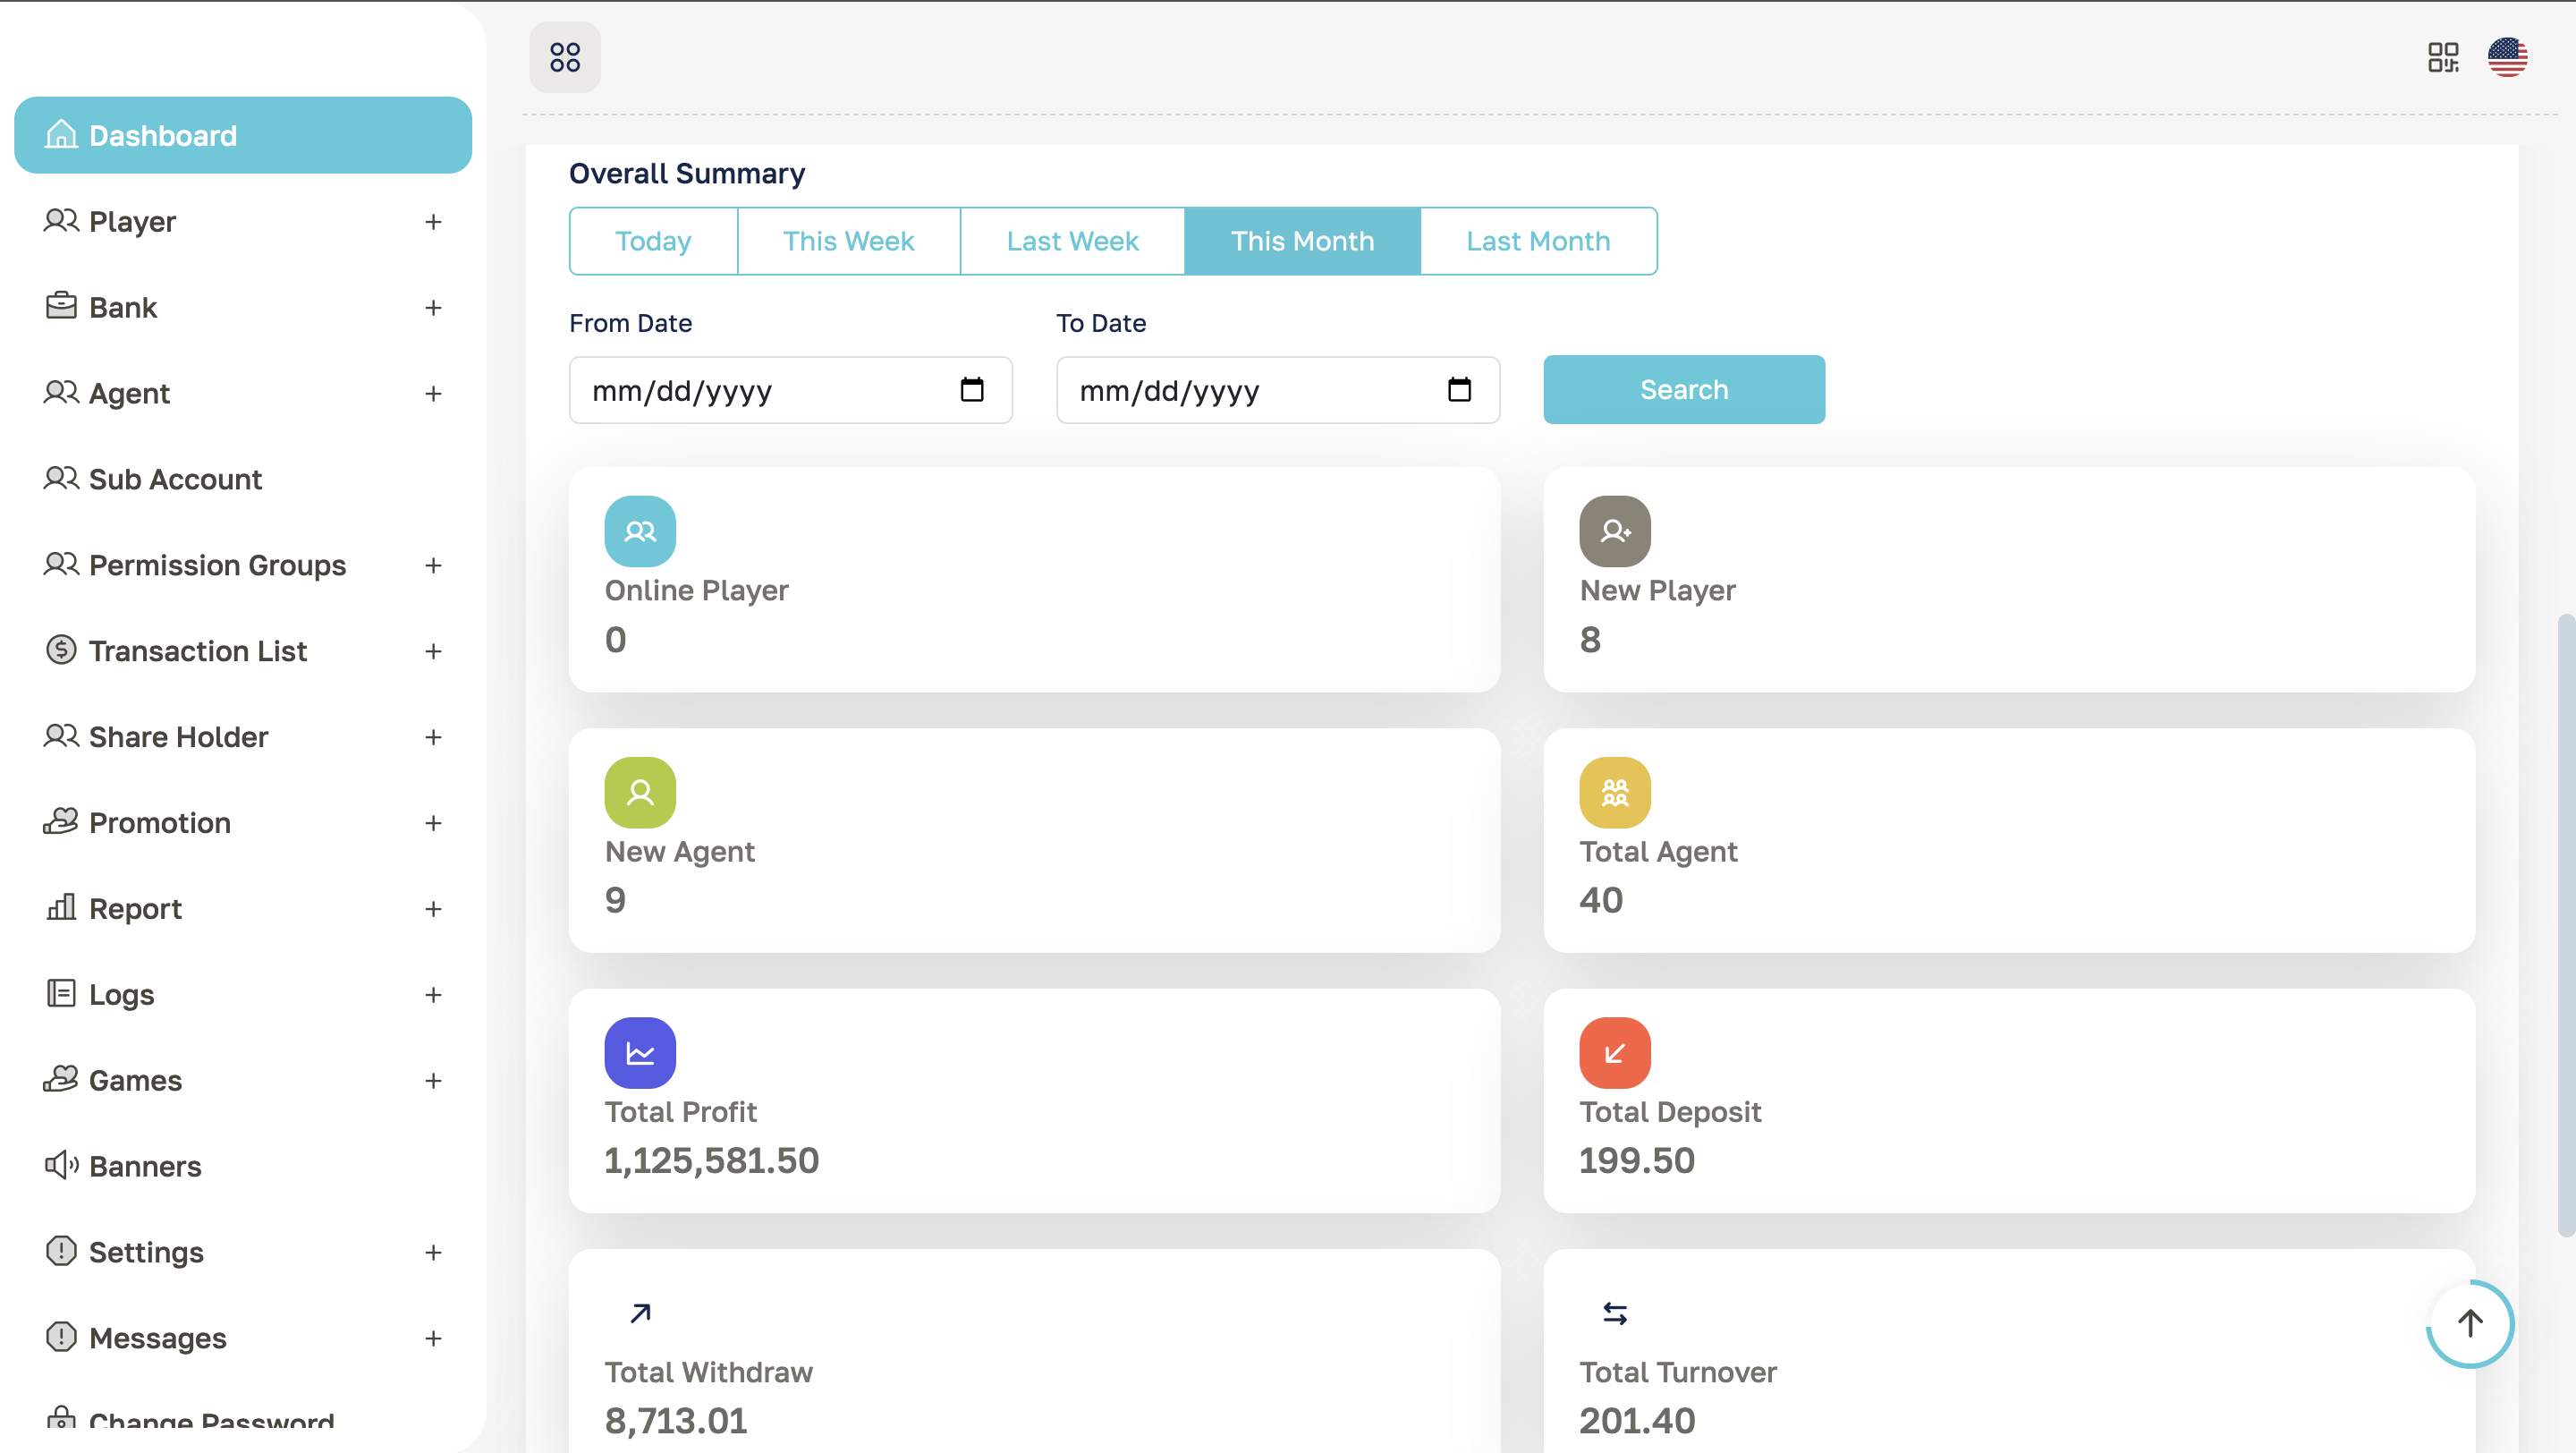 Dashboard
Player
Bank
Agent
Sub Account
Permission Groups
Transaction List
Share Holder
Promotion
Report
Logs
Games
Banners
Settings
Messages
Change Password
Overall Summary
Today This Week Last Week This Month Last Month
From Date To Date
mm/dd/yyyy mm/dd/yyyy Search
Online Player
0
New Player
8
New Agent
9
Total Agent
40
Total Profit
1,125,581.50
Total Deposit
199.50
Total Withdraw
8,713.01
Total Turnover
201.40